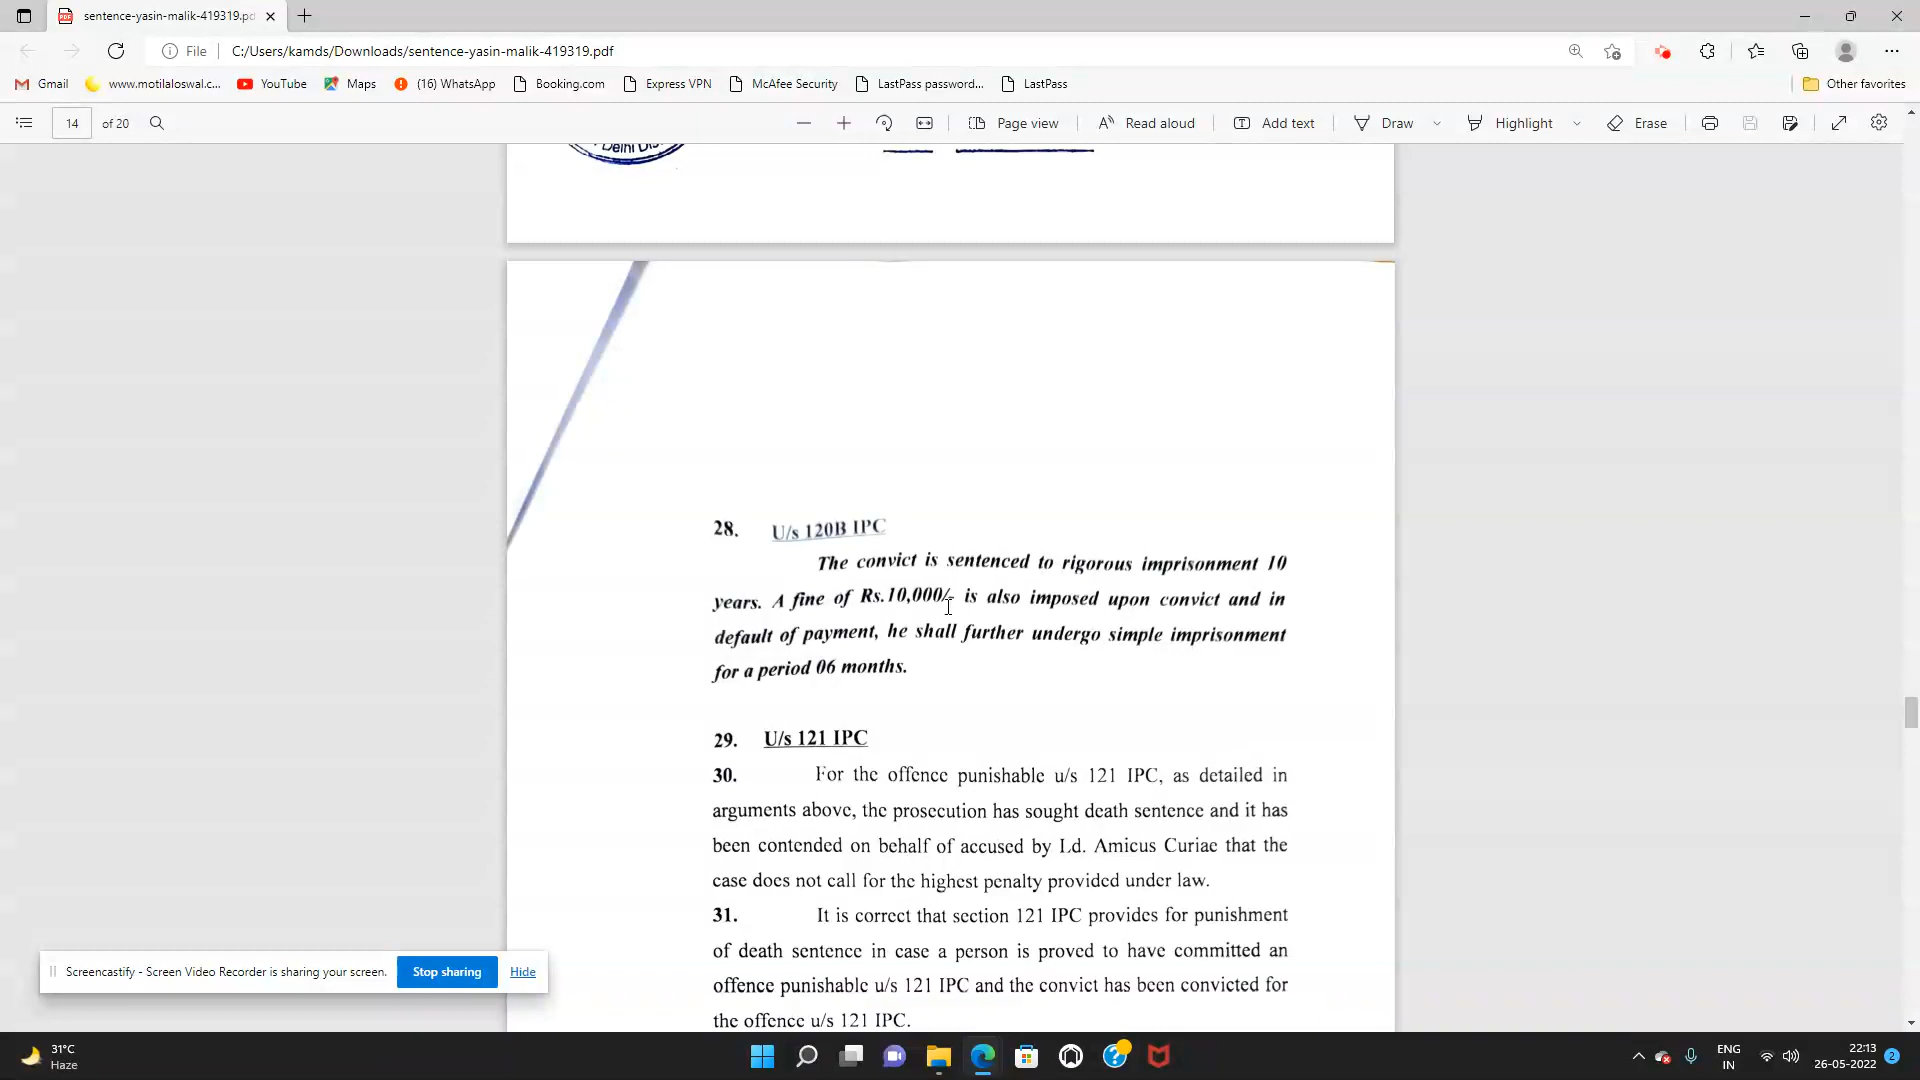 sentence-yasin-malik-419319.pd
File
C:/Users/kamds/Downloads/sentence-yasin-malik-419319.pdf
Gmail
www.motilaloswal.c...
YouTube
Maps
(16) WhatsApp
Booking.com
Express VPN
McAfee Security
LastPass password...
LastPass
Other favorites
14 of 20
Page view
Read aloud
Add text
Draw
Highlight
Erase
Delhi Dis
28. U/s 120B IPC
The convict is sentenced to rigorous imprisonment 10
years. A fine of Rs.10,000/- is also imposed upon convict and in
default of payment, he shall further undergo simple imprisonment
for a period 06 months.
29. U/s 121 IPC
30. For the offence punishable u/s 121 IPC, as detailed in
arguments above, the prosecution has sought death sentence and it has
been contended on behalf of accused by Ld. Amicus Curiae that the
case does not call for the highest penalty provided under law.
31. It is correct that section 121 IPC provides for punishment
of death sentence in case a person is proved to have committed an
offence punishable u/s 121 IPC and the convict has been convicted for
the offence u/s 121 IPC.
Screencastify - Screen Video Recorder is sharing your screen.
Stop sharing
Hide
31°C
Haze
ENG
IN
22:13
26-05-2022
2